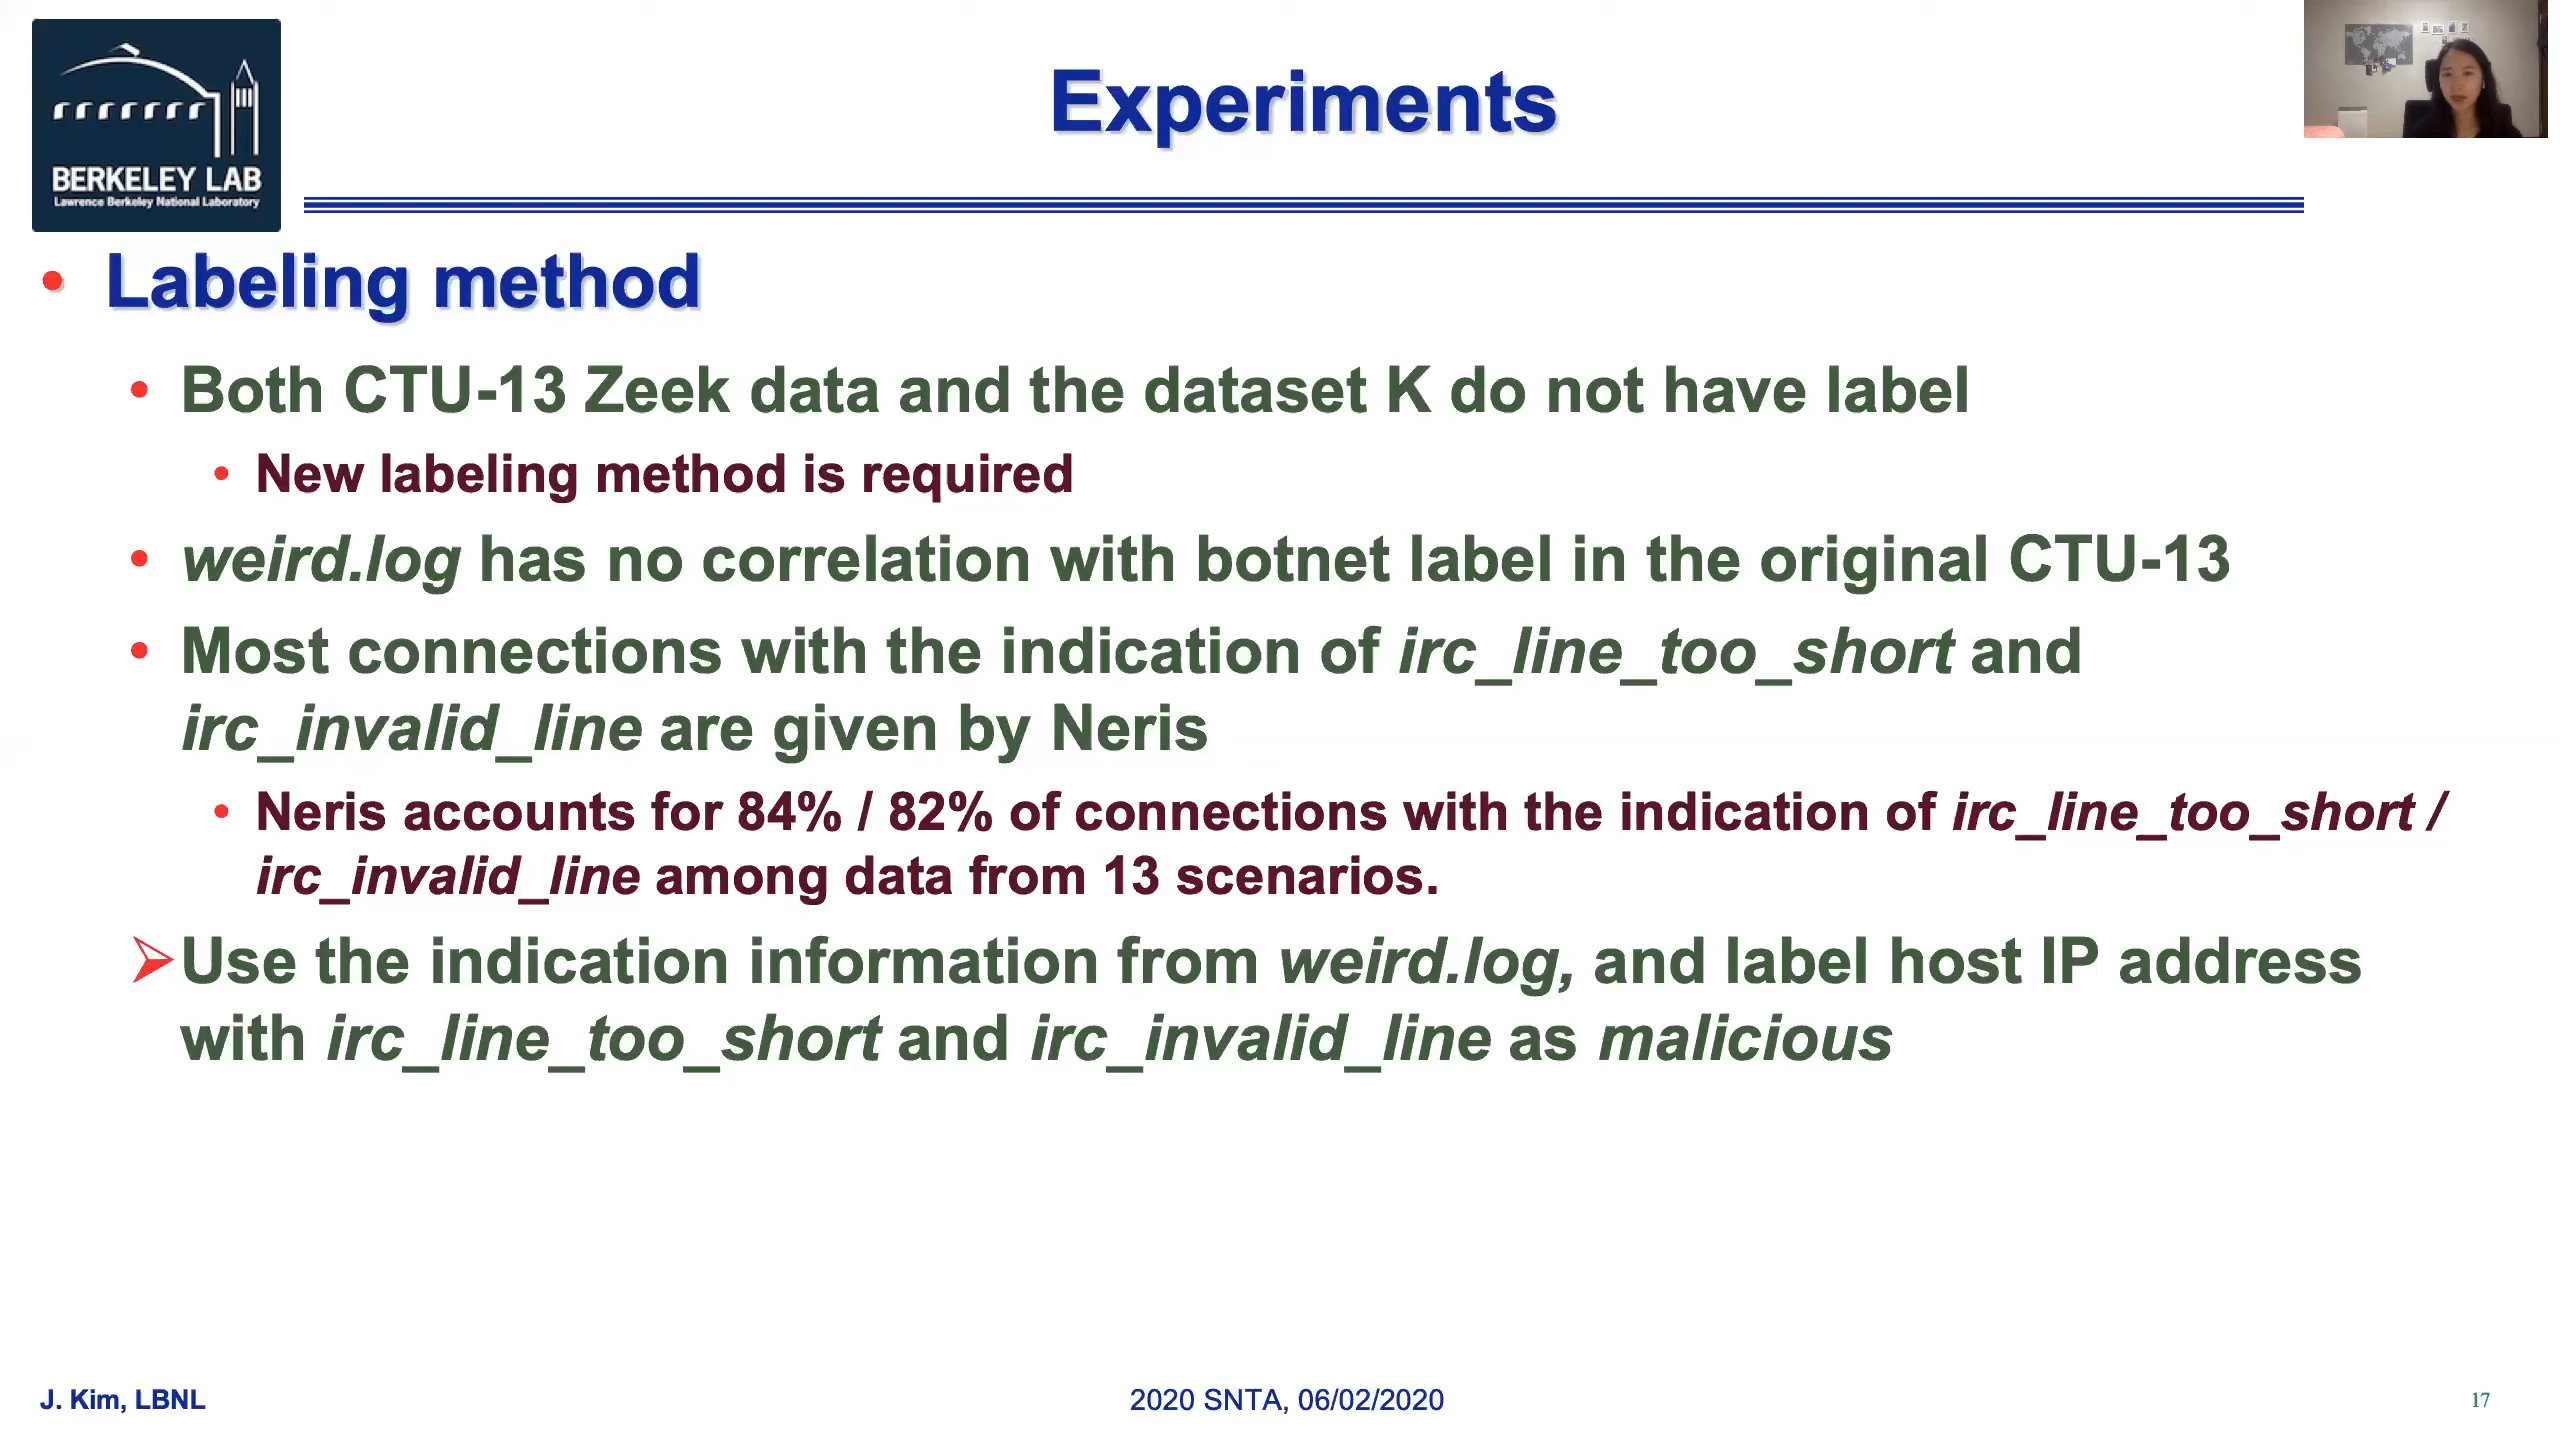 BERKELEY LAB
Lawrence Berkeley National Laboratory
Experiments
• Labeling method
• Both CTU-13 Zeek data and the dataset K do not have label
• New labeling method is required
• weird.log has no correlation with botnet label in the original CTU-13
• Most connections with the indication of irc_line_too_short and
irc_invalid_line are given by Neris
• Neris accounts for 84% / 82% of connections with the indication of irc_line_too_short /
irc_invalid_line among data from 13 scenarios.
➢Use the indication information from weird.log, and label host IP address
with irc_line_too_short and irc_invalid_line as malicious
J. Kim, LBNL
2020 SNTA, 06/02/2020
17